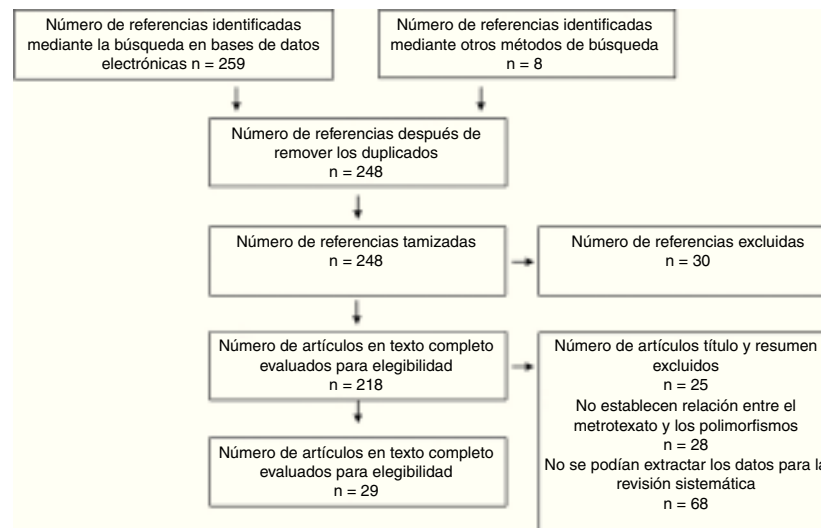 Número de referencias identificadas
mediante la búsqueda en bases de datos
electrónicas n = 259
Número de referencias identificadas
mediante otros métodos de búsqueda
n = 8
Número de referencias después de
remover los duplicados
n = 248
Número de referencias tamizadas
n = 248
Número de referencias excluidas
n = 30
Número de artículos en texto completo
evaluados para elegibilidad
n = 218
Número de artículos título y resumen
excluidos
n = 25
No establecen relación entre el
metrotexato y los polimorfismos
n = 28
No se podían extractar los datos para la
revisión sistemática
n = 68
Número de artículos en texto completo
evaluados para elegibilidad
n = 29